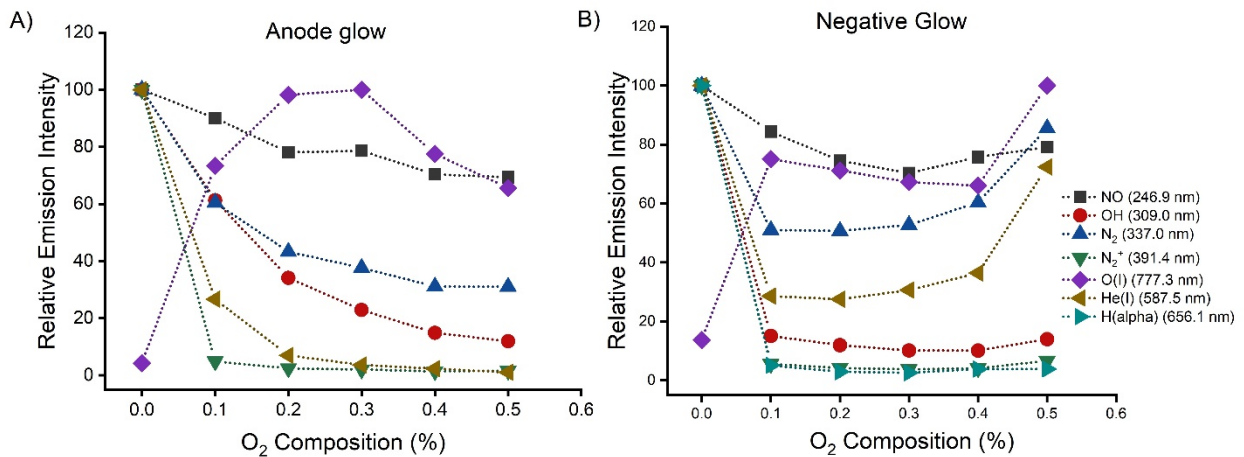 A)
Anode glow
Relative Emission Intensity
120
100
80
60
40
20
0
0.0 0.1 0.2 0.3 0.4 0.5 0.6
O₂ Composition (%)
B)
Negative Glow
Relative Emission Intensity
120
100
80
60
40
20
0
0.0 0.1 0.2 0.3 0.4 0.5 0.6
O₂ Composition (%)
NO (246.9 nm)
OH (309.0 nm)
N₂ (337.0 nm)
N₂⁺ (391.4 nm)
O(I) (777.3 nm)
He(I) (587.5 nm)
H(alpha) (656.1 nm)